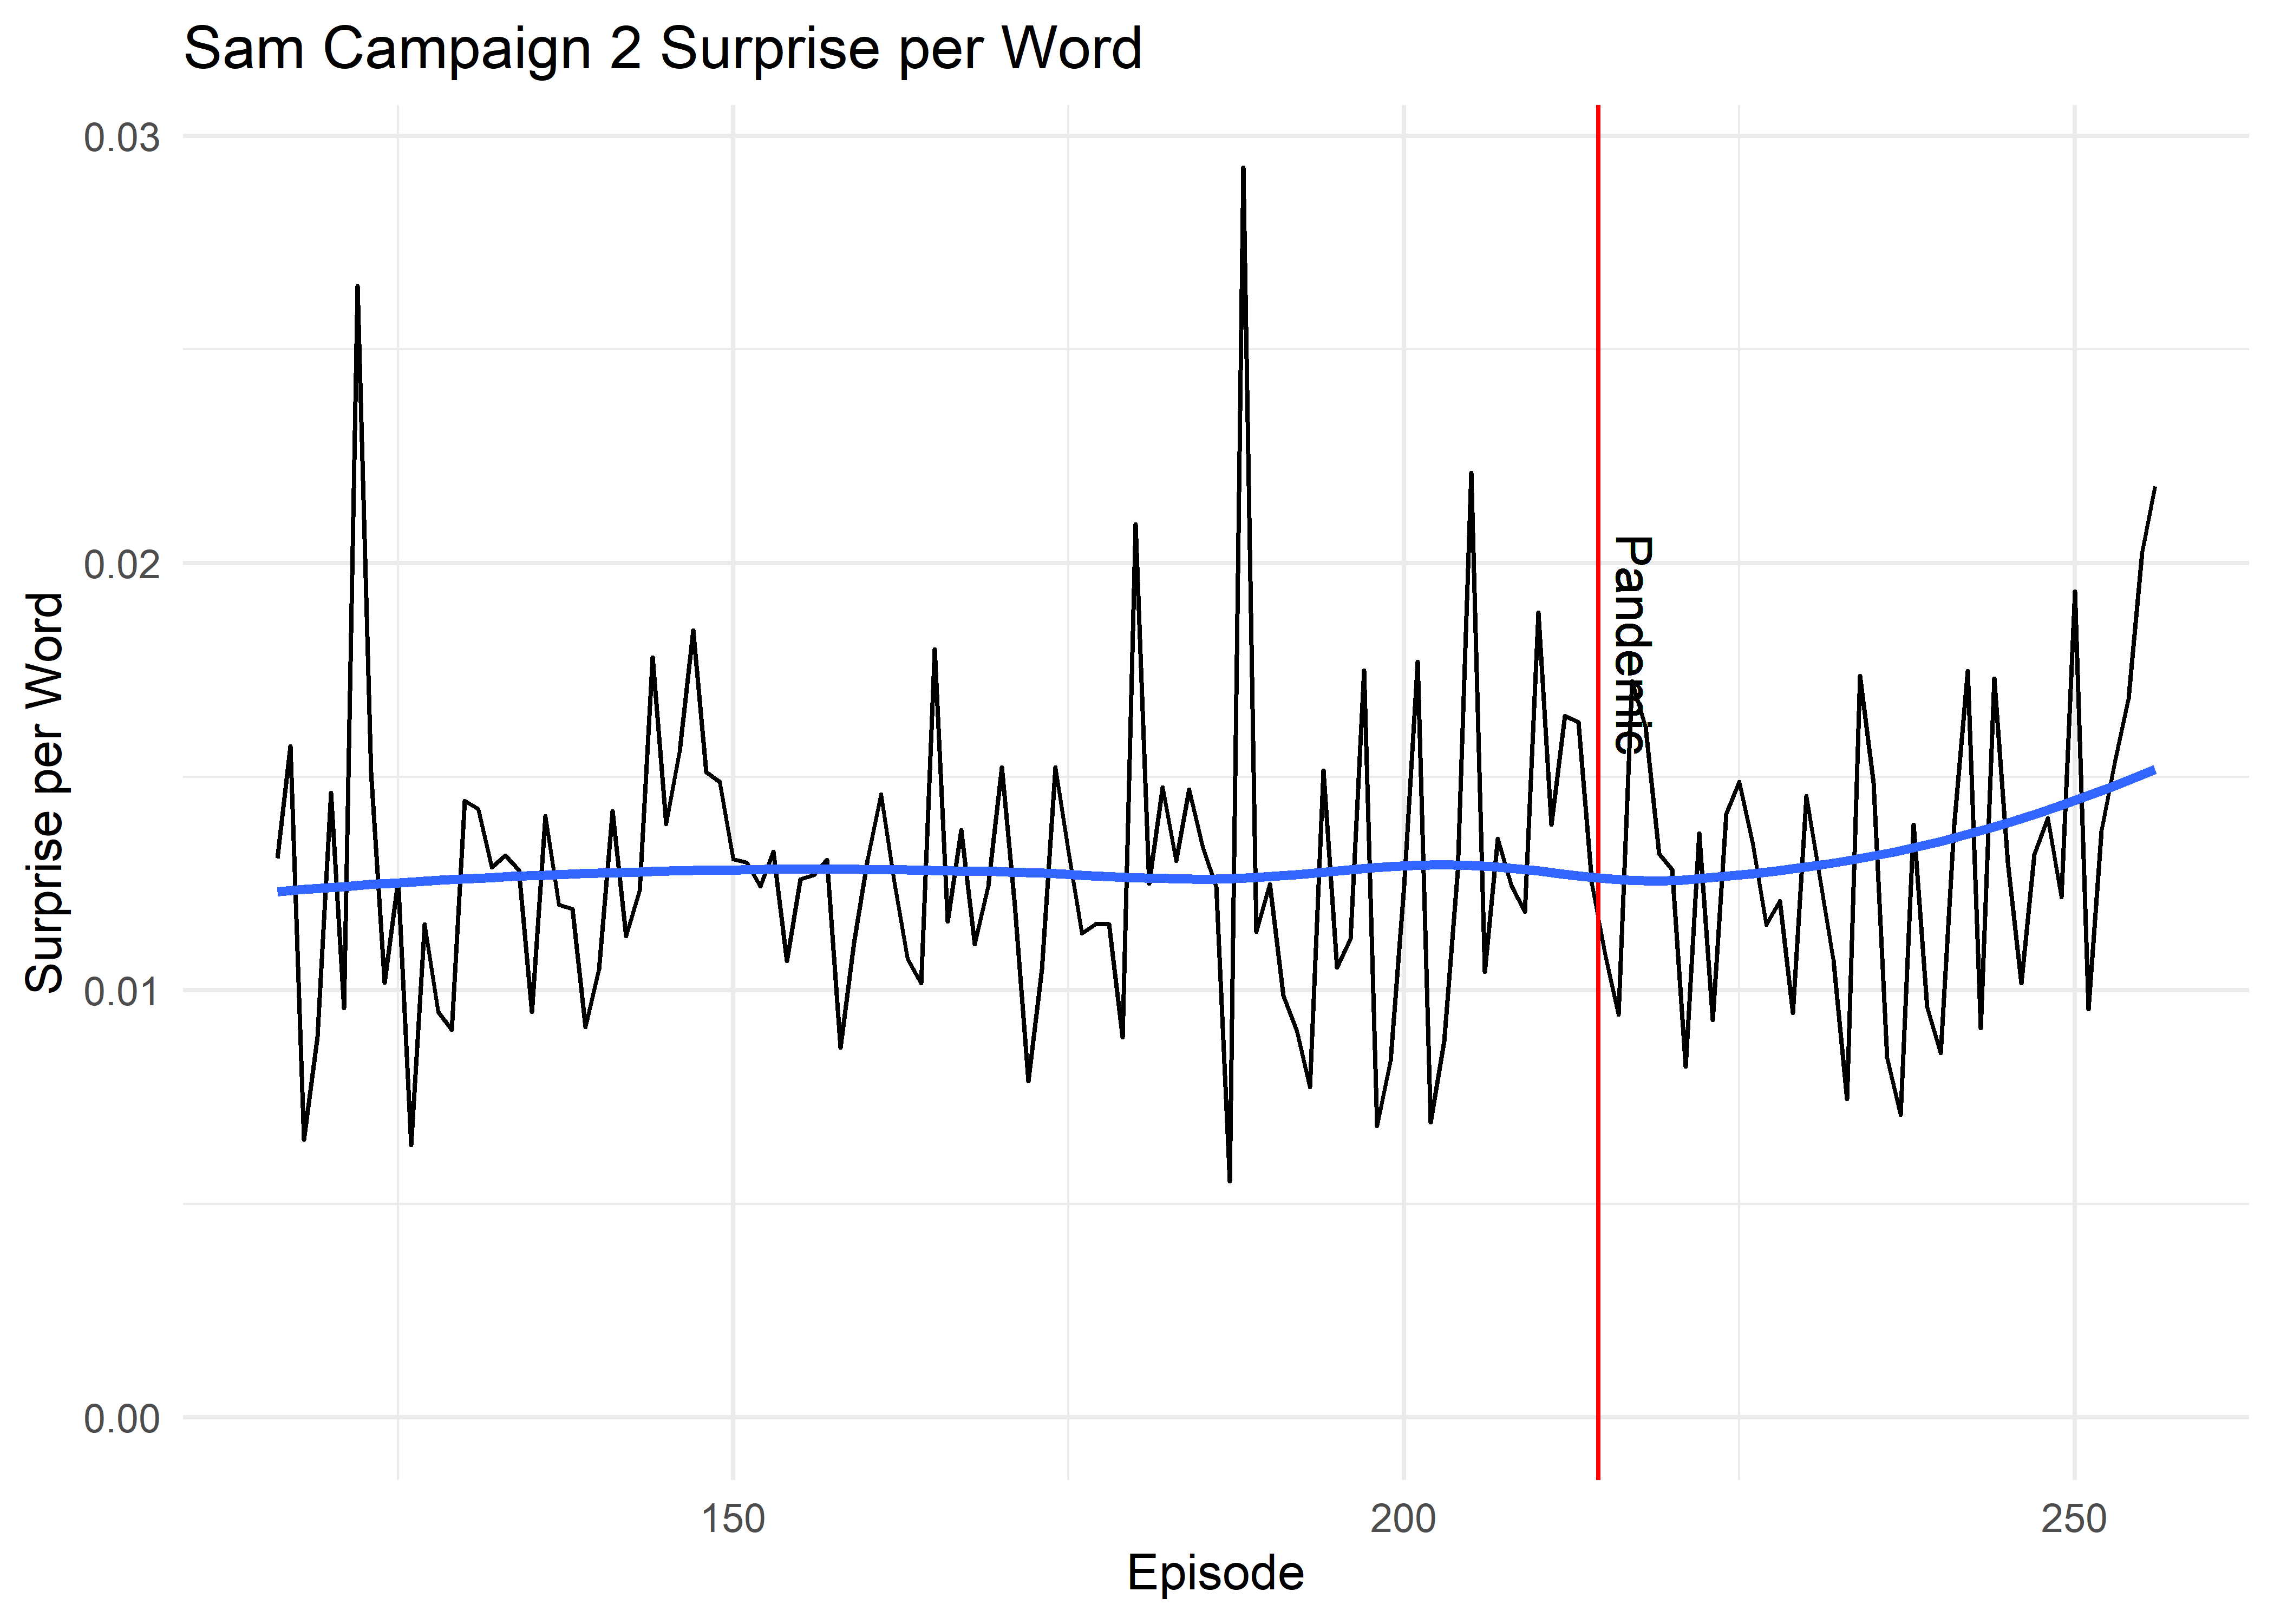 Sam Campaign 2 Surprise per Word
0.03
0.02
0.01
0.00
Surprise per Word
Pandemic
150
200
250
Episode